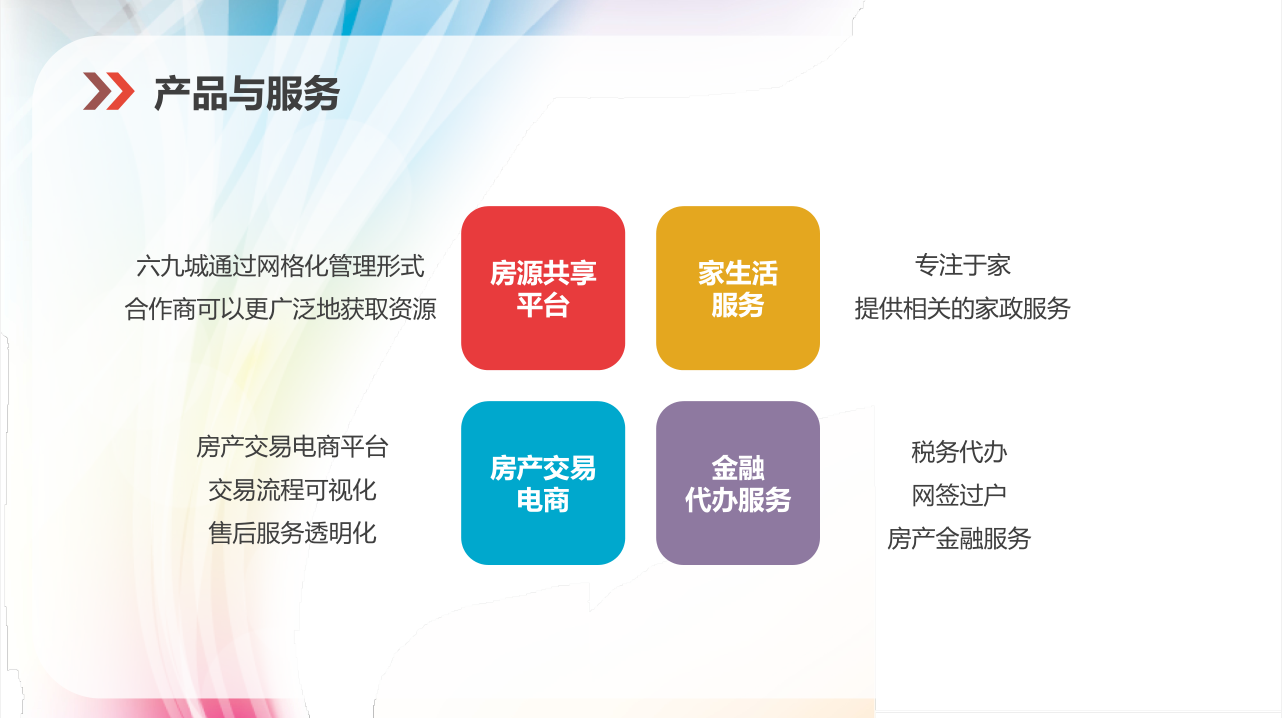 产品与服务
六九城通过网格化管理形式
合作商可以更广泛地获取资源
房源共享
平台
家生活
服务
专注于家
提供相关的家政服务
房产交易电商平台
交易流程可视化
售后服务透明化
房产交易
电商
金融
代办服务
税务代办
网签过户
房产金融服务